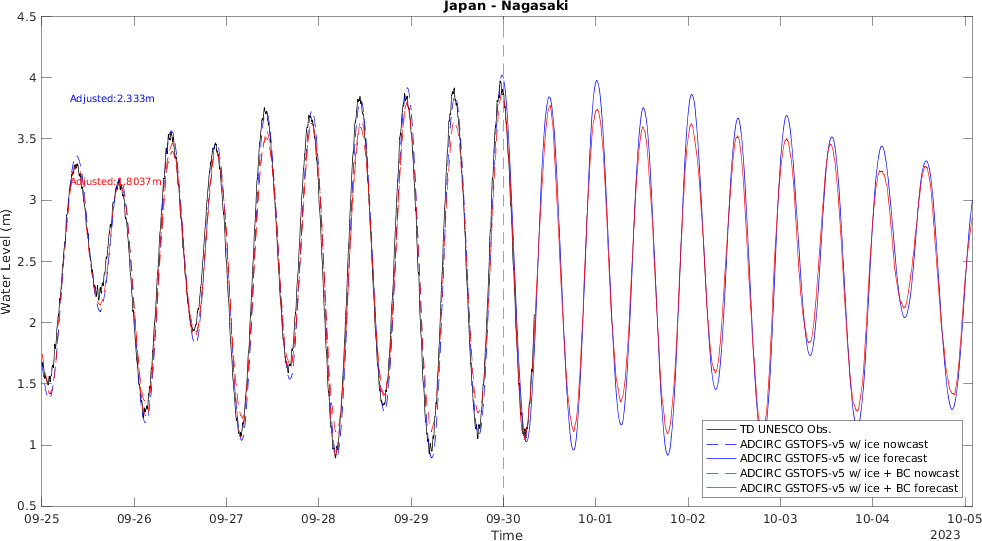 Japan - Nagasaki
4.5
4
3.5
3
2.5
2
1.5
1
0.5
Water Level (m)
Adjusted:2.333m
Adjusted:1.8037m
TD UNESCO Obs.
ADCIRC GSTOFS-v5 w/ ice nowcast
ADCIRC GSTOFS-v5 w/ ice forecast
ADCIRC GSTOFS-v5 w/ ice + BC nowcast
ADCIRC GSTOFS-v5 w/ ice + BC forecast
09-25 09-26 09-27 09-28 09-29 09-30 10-01 10-02 10-03 10-04 10-05
Time
2023